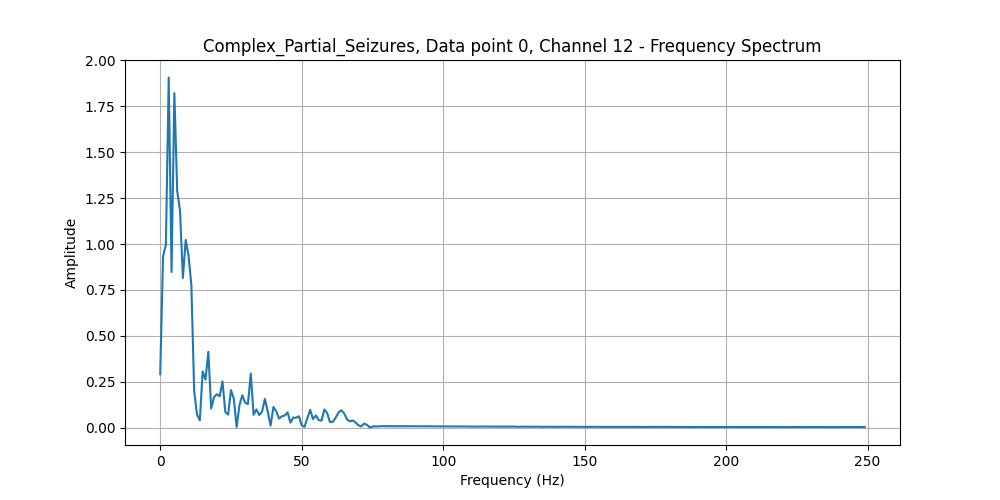 Complex_Partial_Seizures, Data point 0, Channel 12 - Frequency Spectrum
2.00
1.75
1.50
1.25
1.00
0.75
0.50
0.25
0.00
Amplitude
0 50 100 150 200 250
Frequency (Hz)